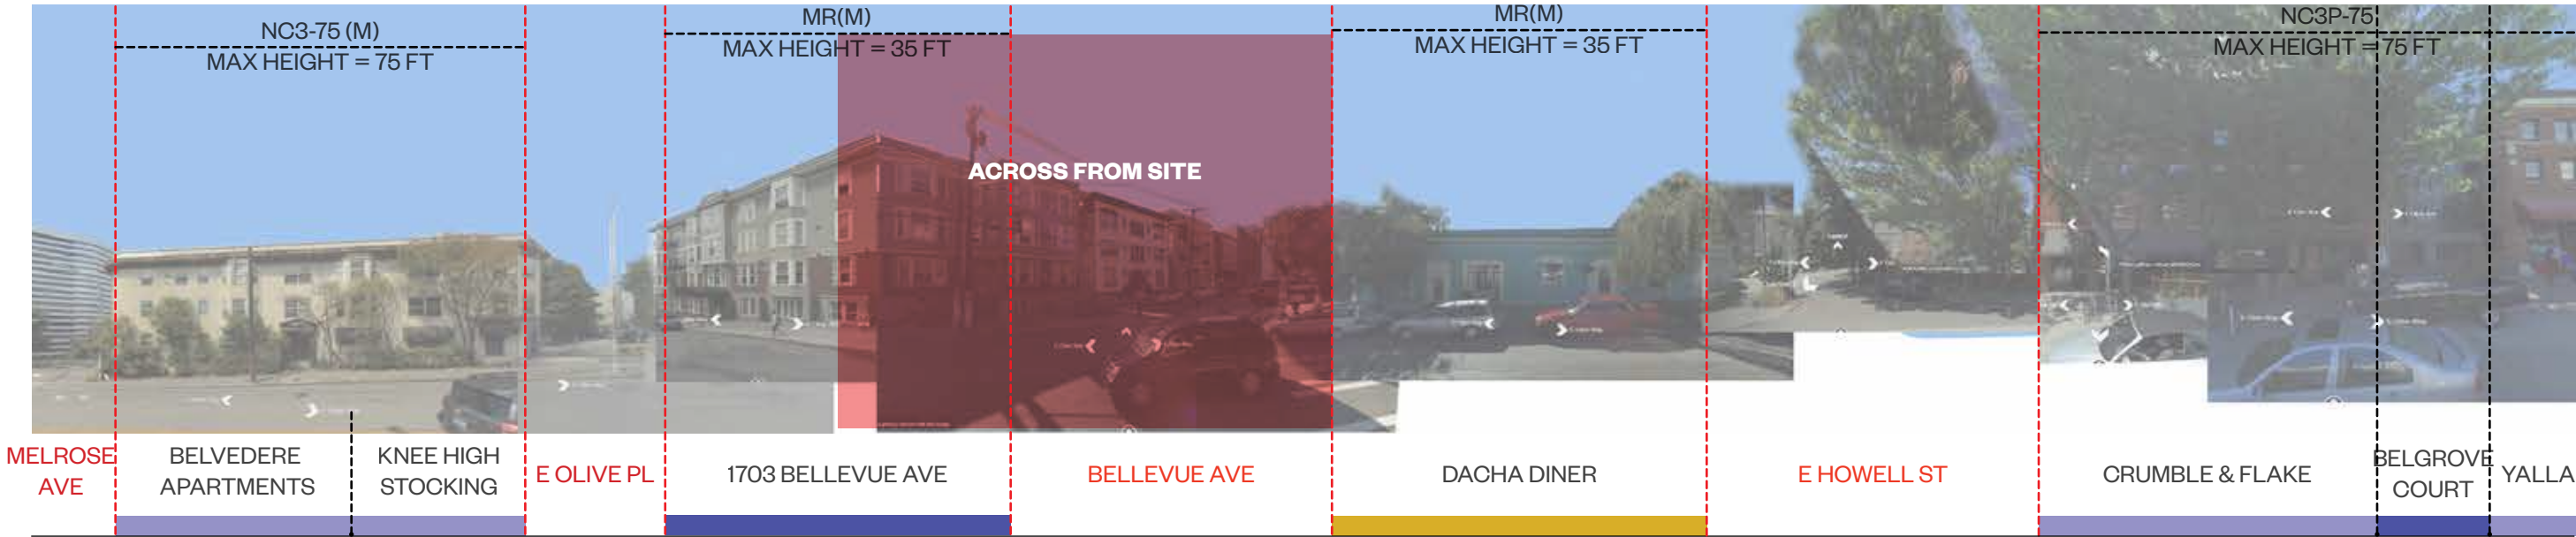 NC3-75 (M)
MAX HEIGHT = 75 FT
MR(M)
MAX HEIGHT = 35 FT
MR(M)
MAX HEIGHT = 35 FT
NC3P-75
MAX HEIGHT = 75 FT
ACROSS FROM SITE
MELROSE
AVE
BELVEDERE
APARTMENTS
KNEE HIGH
STOCKING
E OLIVE PL
1703 BELLEVUE AVE
BELLEVUE AVE
DACHA DINER
E HOWELL ST
CRUMBLE & FLAKE
BELGROVE
COURT
YALLA